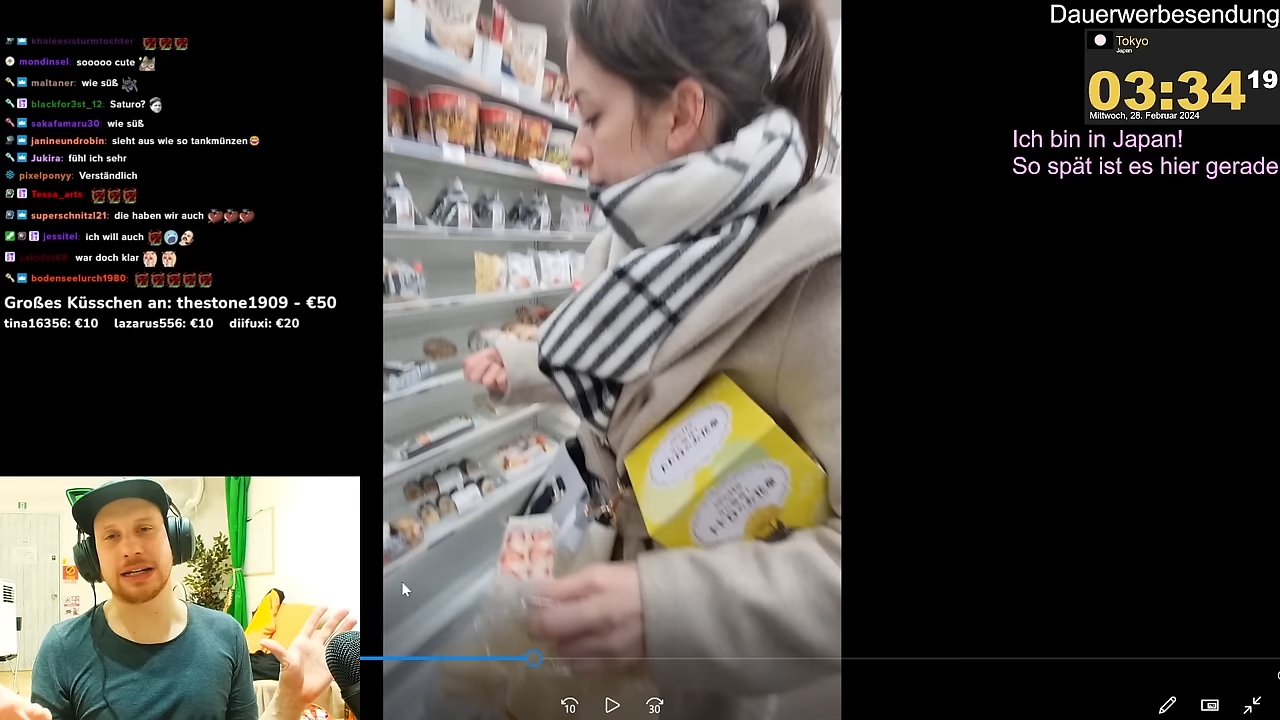 khaleesisturmtochter
mondinsel: sooooo cute
maltaner: wie süß
blackfor3st_12: Saturo?
sakafamaru30: wie süß
janineundrobin: sieht aus wie so tankmünzen
Jukira: fühl ich sehr
pixelponyy: Verständlich
Tessa_arts:
superschnitzl21: die haben wir auch
jessitel: ich will auch
war doch klar
bodenseelurch1980:
Großes Küsschen an: thestone1909 - €50
tina16356: €10 lazarus556: €10 diifuxi: €20
Dauerwerbesendung
Tokyo
Japan
03:34 19
Mittwoch, 28. Februar 2024
Ich bin in Japan!
So spät ist es hier gerade
10
30